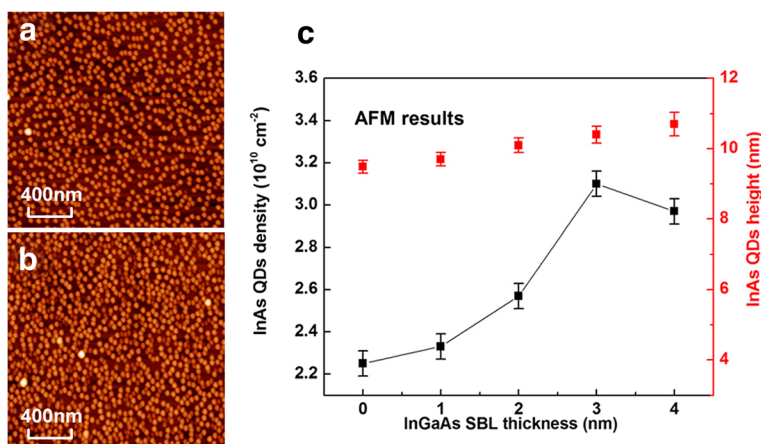 a
400nm
b
400nm
c
AFM results
InAs QDs density (10¹⁰ cm⁻²)
3.6
3.4
3.2
3.0
2.8
2.6
2.4
2.2
0 1 2 3 4
InGaAs SBL thickness (nm)
12
10
8
6
4
InAs QDs height (nm)